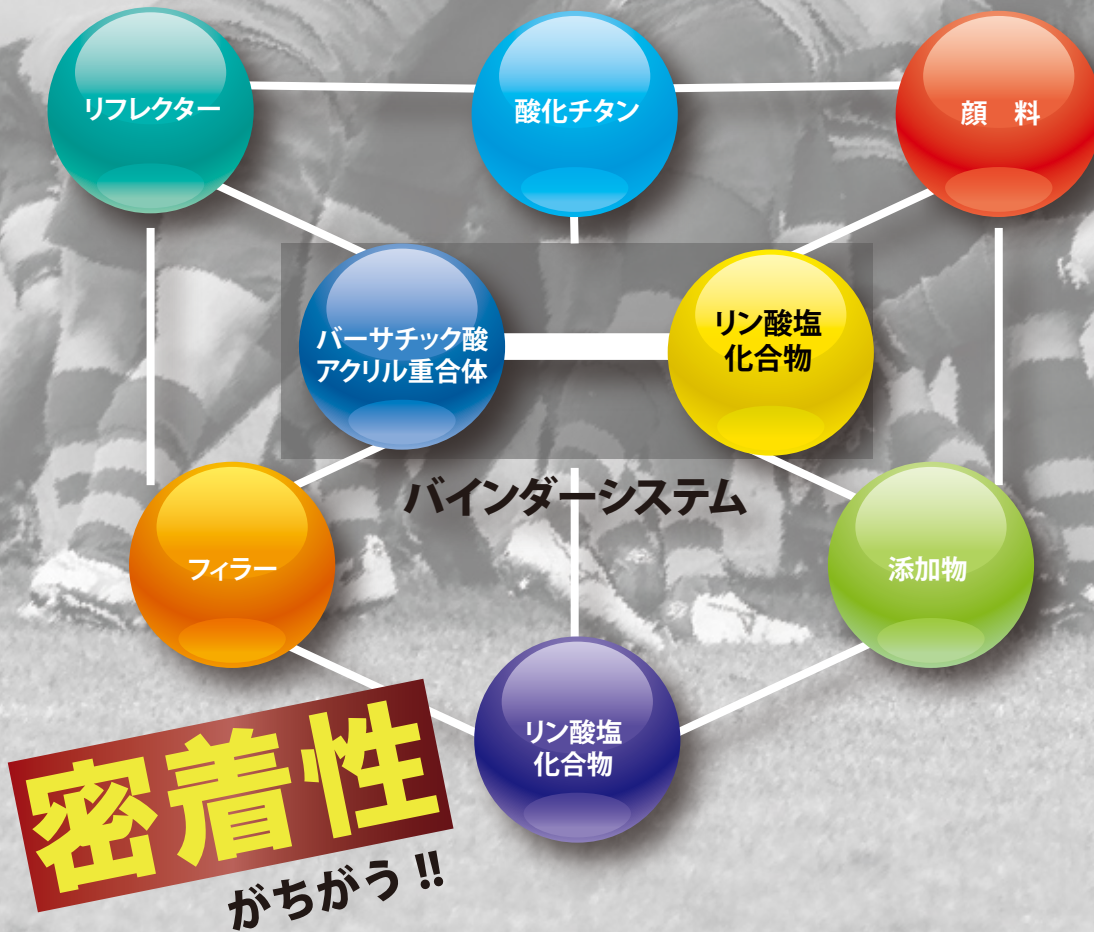 リフレクター
酸化チタン
顔　料
バーサチック酸
アクリル重合体
リン酸塩
化合物
バインダーシステム
フィラー
添加物
リン酸塩
化合物
密着性
がちがう!!